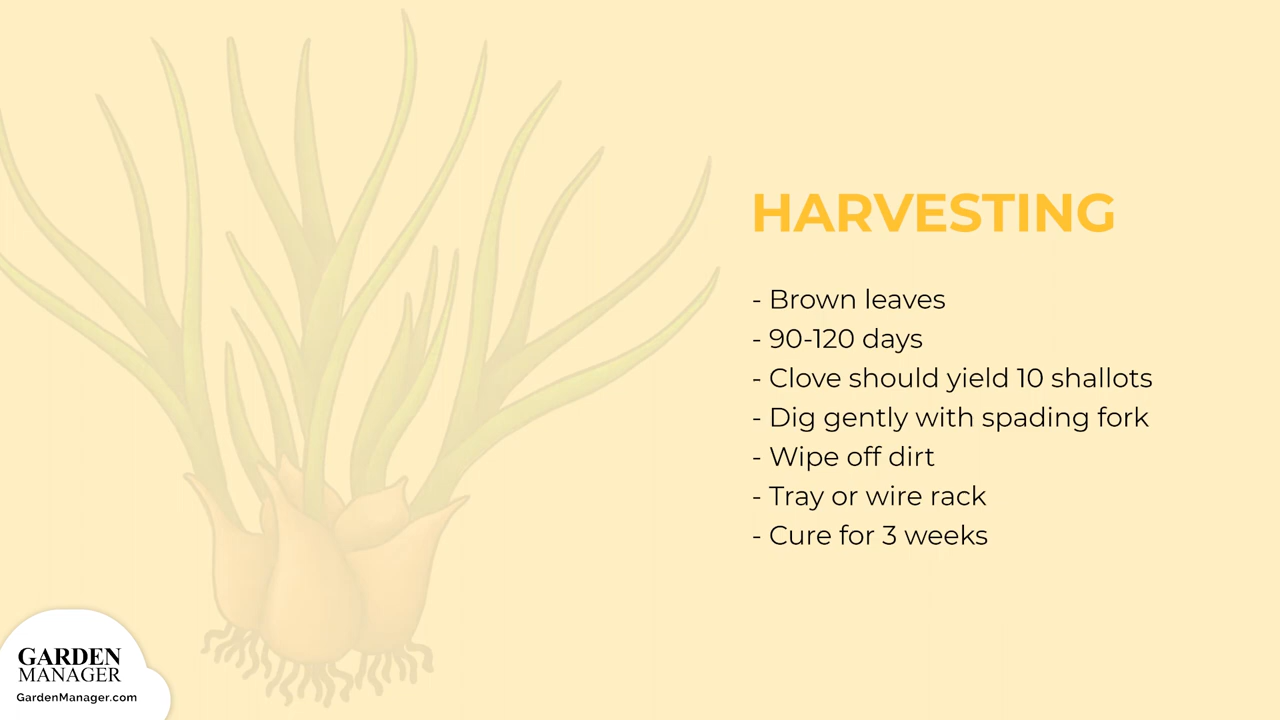 HARVESTING
- Brown leaves
- 90-120 days
- Clove should yield 10 shallots
- Dig gently with spading fork
- Wipe off dirt
- Tray or wire rack
- Cure for 3 weeks
GARDEN
MANAGER
GardenManager.com